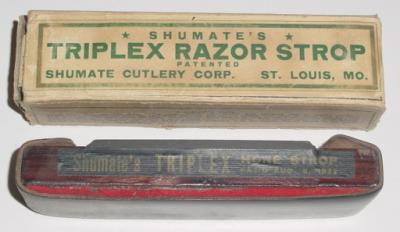 ★ SHUMATE'S ★
TRIPLEX RAZOR STROP
PATENTED
SHUMATE CUTLERY CORP. ST. LOUIS, MO.
Shumate's TRIPLEX HONE STROP